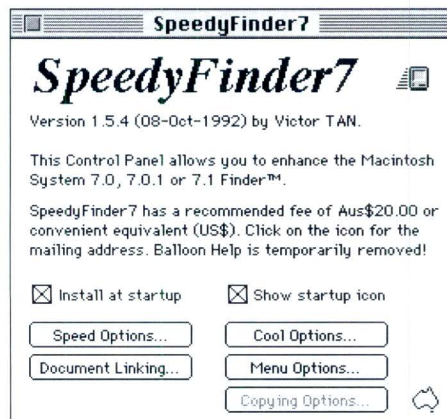 SpeedyFinder7
SpeedyFinder7
Version 1.5.4 (08-Oct-1992) by Victor TAN.
This Control Panel allows you to enhance the Macintosh
System 7.0, 7.0.1 or 7.1 Finder™.
SpeedyFinder7 has a recommended fee of Aus$20.00 or
convenient equivalent (US$). Click on the icon for the
mailing address. Balloon Help is temporarily removed!
Install at startup
Show startup icon
Speed Options...
Cool Options...
Document Linking...
Menu Options...
Copying Options...